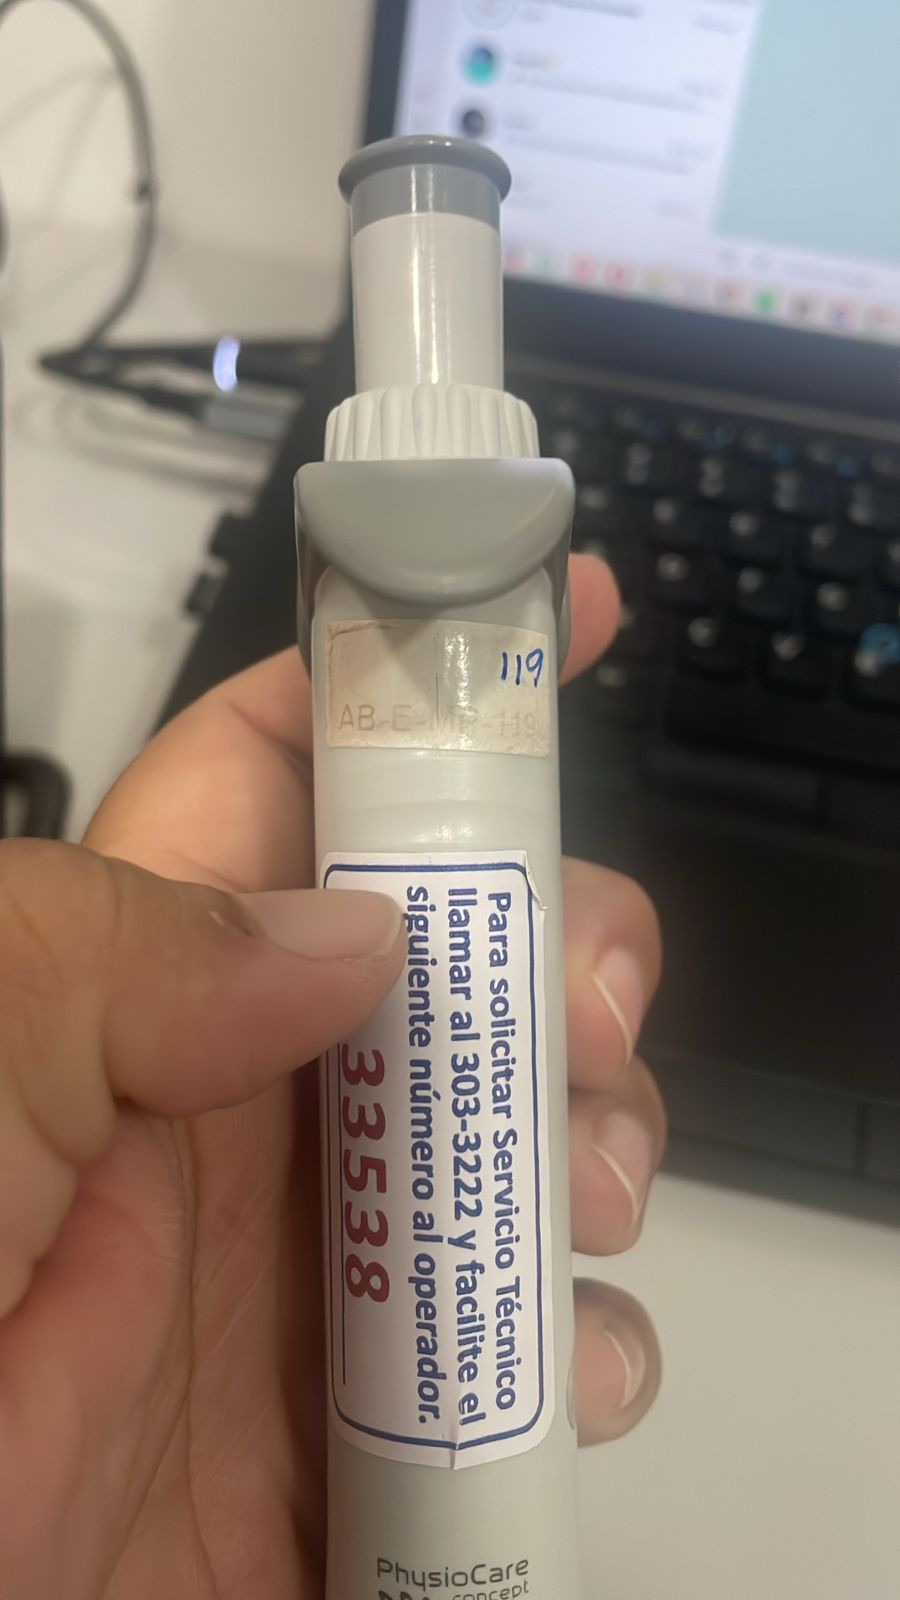 119
AB-E-MP-119
Para solicitar Servicio Técnico
llamar al 303-3222 y facilite el
siguiente número al operador.
33538
PhysioCare
concept